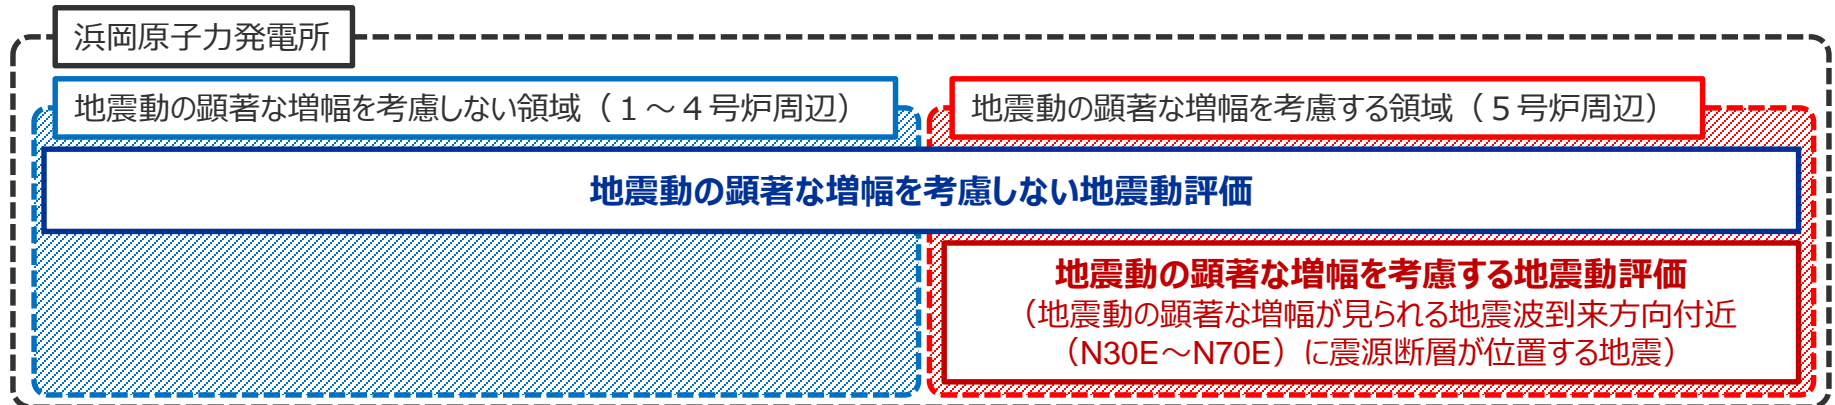 浜岡原子力発電所
地震動の顕著な増幅を考慮しない領域（１～４号炉周辺）
地震動の顕著な増幅を考慮する領域（５号炉周辺）
地震動の顕著な増幅を考慮しない地震動評価
地震動の顕著な増幅を考慮する地震動評価
（地震動の顕著な増幅が見られる地震波到来方向付近
（N30E～N70E）に震源断層が位置する地震）